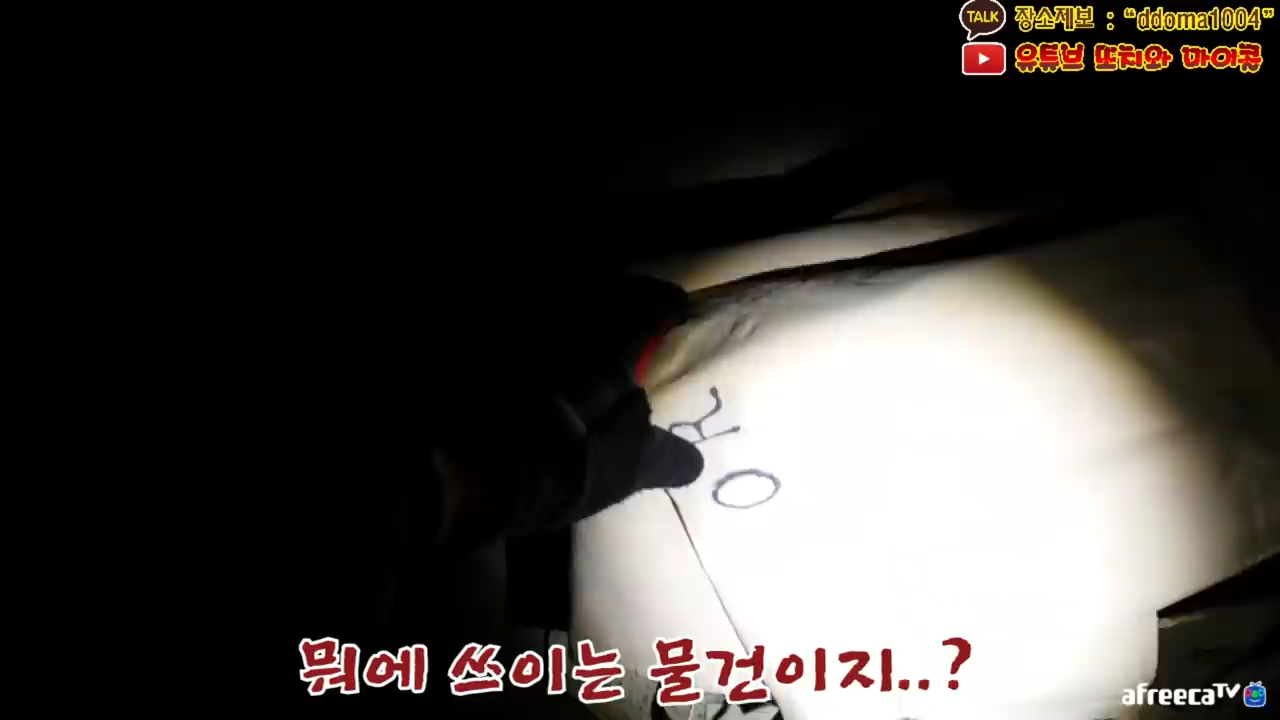 TALK 장소제보 : “ddoma1004”
유튜브 또치와 마이콜
R
O
뭐에 쓰이는 물건이지..?
afreecaTV